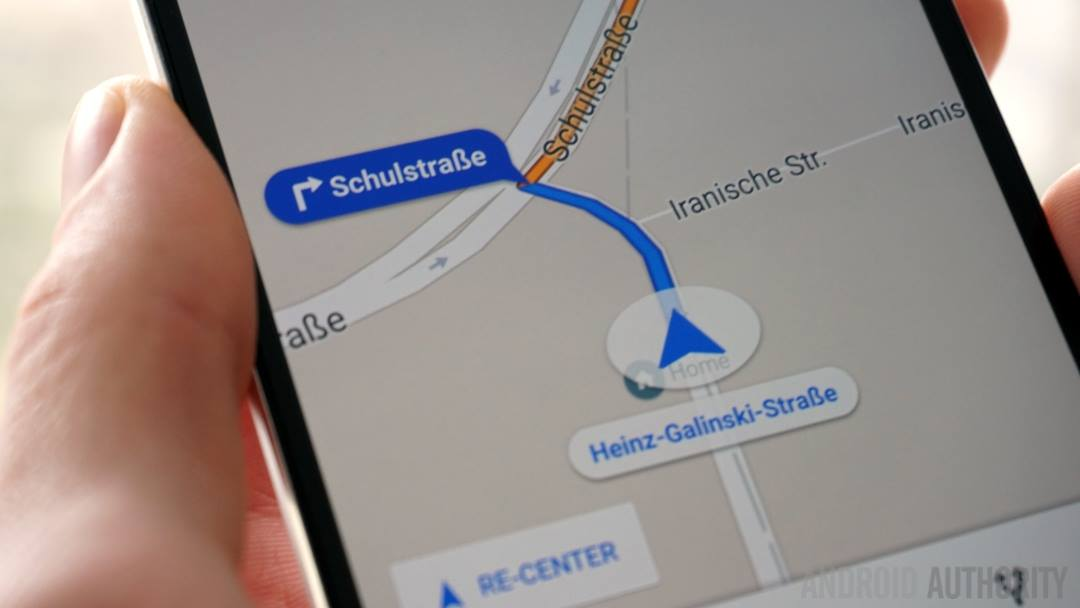 Schulstraße
Schulstraße
Iranis
Iranische Str.
aße
Home
Heinz-Galinski-Straße
RE-CENTER
ANDROID AUTHORITY